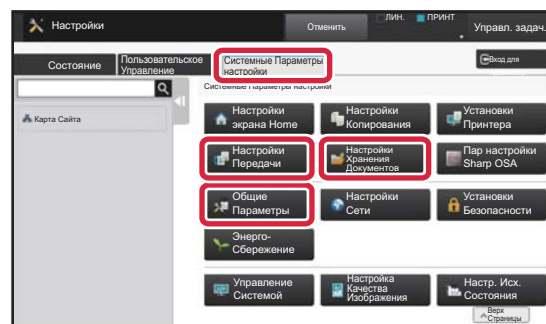 Настройки
Отменить
ЛИН.
ПРИНТ
Управл. задач.
Состояние
Пользовательское
Управление
Системные Параметры
настройки
Вход для
Системные Параметры настройки
Карта Сайта
Настройки
экрана Home
Настройки
Копирования
Установки
Принтера
Настройки
Передачи
Настройки
Хранения
Документов
Пар настройки
Sharp OSA
Общие
Параметры
Настройки
Сети
Установки
Безопасности
Энерго-
Сбережение
Управление
Системой
Настройка
Качества
Изображения
Настр. Исх.
Состояния
Верх
Страницы